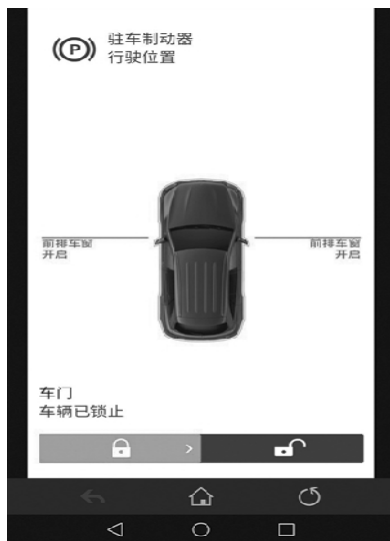 驻车制动器
行驶位置
前排车窗
开启
前排车窗
开启
车门
车辆已锁止